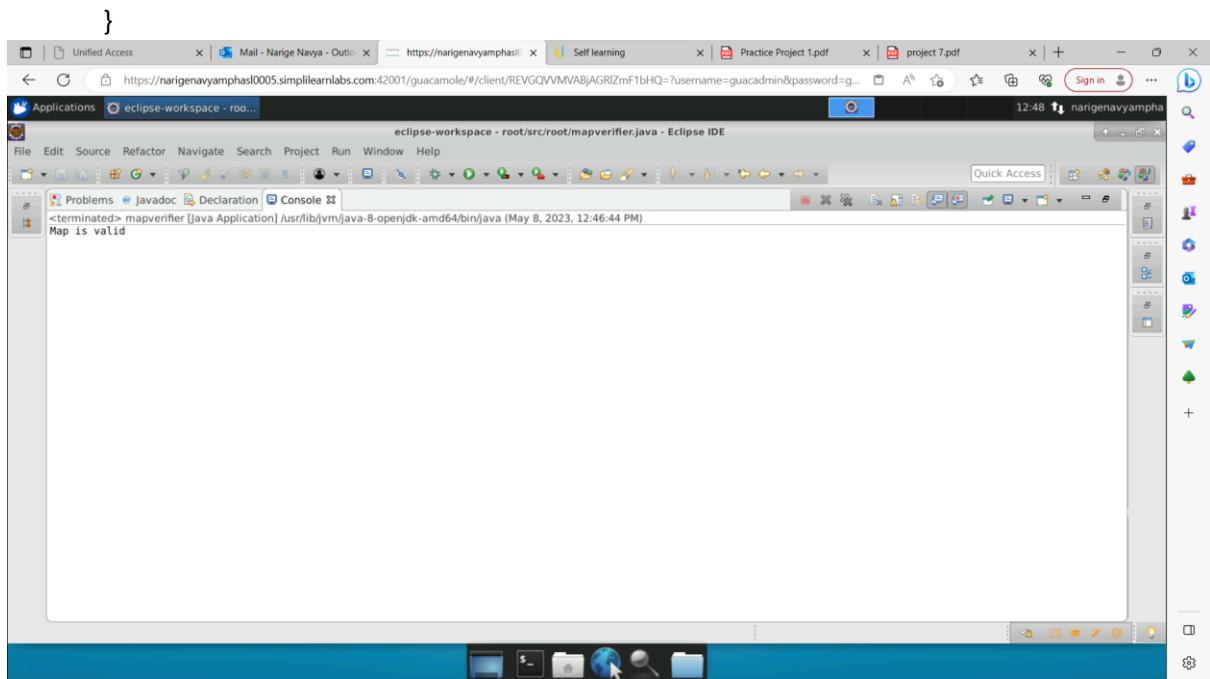 }
Unified Access
Mail - Narige Navya - Outlo
https://narigenavyamphasl0
Self learning
Practice Project 1.pdf
project 7.pdf
https://narigenavyamphasl0005.simplilearnlabs.com:42001/guacamole/#/client/REVGQVVMVABjAGRlZmF1bHQ=?username=guacadmin&password=g...
Sign in
Applications
eclipse-workspace - roo...
12:48
narigenavyampha
eclipse-workspace - root/src/root/mapverifier.java - Eclipse IDE
File Edit Source Refactor Navigate Search Project Run Window Help
Quick Access
Problems @ Javadoc Declaration Console
<terminated> mapverifier [Java Application] /usr/lib/jvm/java-8-openjdk-amd64/bin/java (May 8, 2023, 12:46:44 PM)
Map is valid